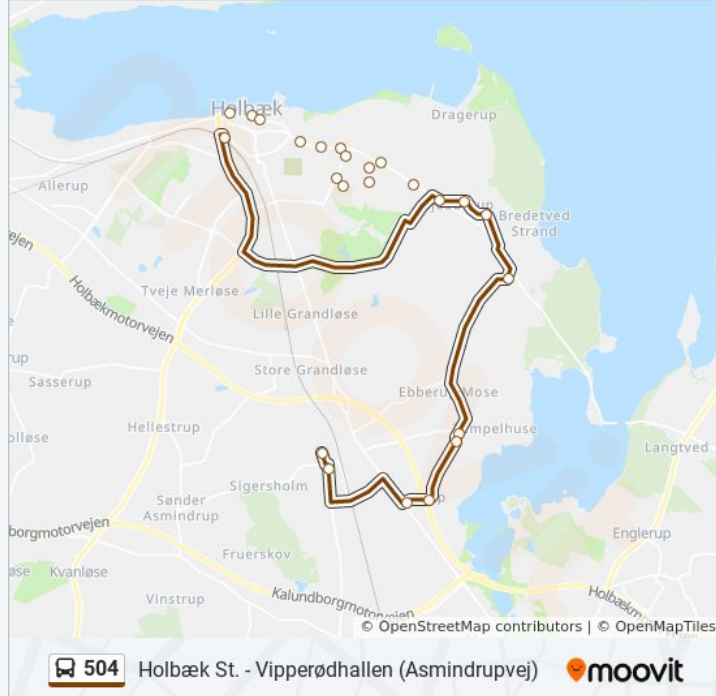 Holbæk
Dragerup
Allerup
Bredetved
Strand
Tveje Merløse
Holbækmotorvejen
Lille Grandløse
Store Grandløse
Sasserup
Ebberup Mose
Hellestrup
mpelhuse
Langtved
Sigersholm
Sønder
Asmindrup
Englerup
Fruerskov
Kvanløse
Vinstrup
Kalundborgmotorvejen
© OpenStreetMap contributors | © OpenMapTiles
504 Holbæk St. - Vipperødhallen (Asmindrupvej) moovit